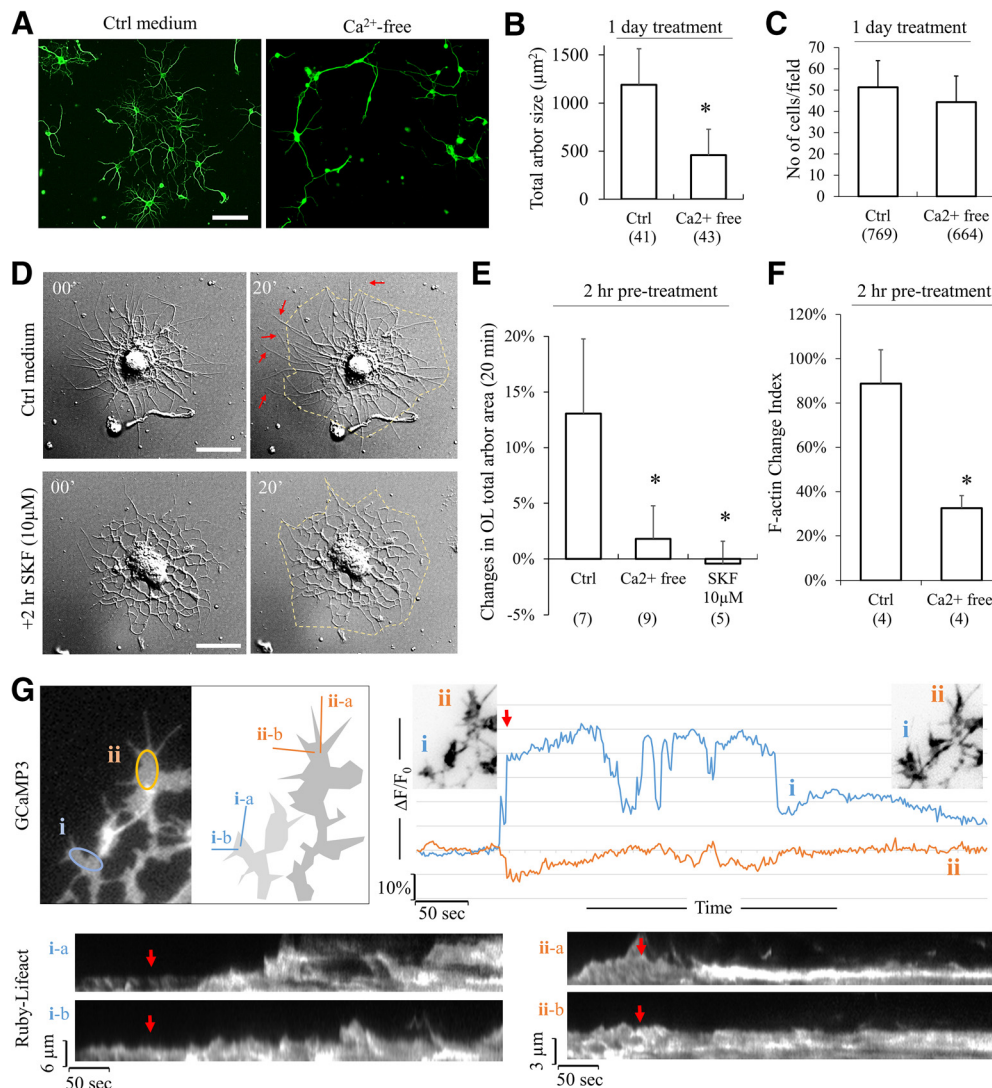 A
Ctrl medium
Ca²⁺-free
B
1 day treatment
Total arbor size (µm²)
1500
1000
500
0
*
Ctrl
(41)
Ca2+ free
(43)
C
1 day treatment
No of cells/field
70
60
50
40
30
20
10
0
Ctrl
(769)
Ca2+ free
(664)
D
Ctrl medium
00’
20’
+2 hr SKF (10µM)
00’
20’
E
2 hr pre-treatment
Changes in OL total arbor area (20 min)
20%
15%
10%
5%
0%
-5%
*
*
Ctrl
Ca2+ free
SKF
10µM
(7)
(9)
(5)
F
2 hr pre-treatment
F-actin Change Index
120%
100%
80%
60%
40%
20%
0%
*
Ctrl
(4)
Ca2+ free
(4)
G
GCaMP3
ii
i
ii-a
ii-b
i-a
i-b
ii
i
ii
i
ΔF/F₀
i
ii
10%
50 sec
Time
Ruby-Lifeact
i-a
i-b
6 µm
50 sec
ii-a
ii-b
3 µm
50 sec